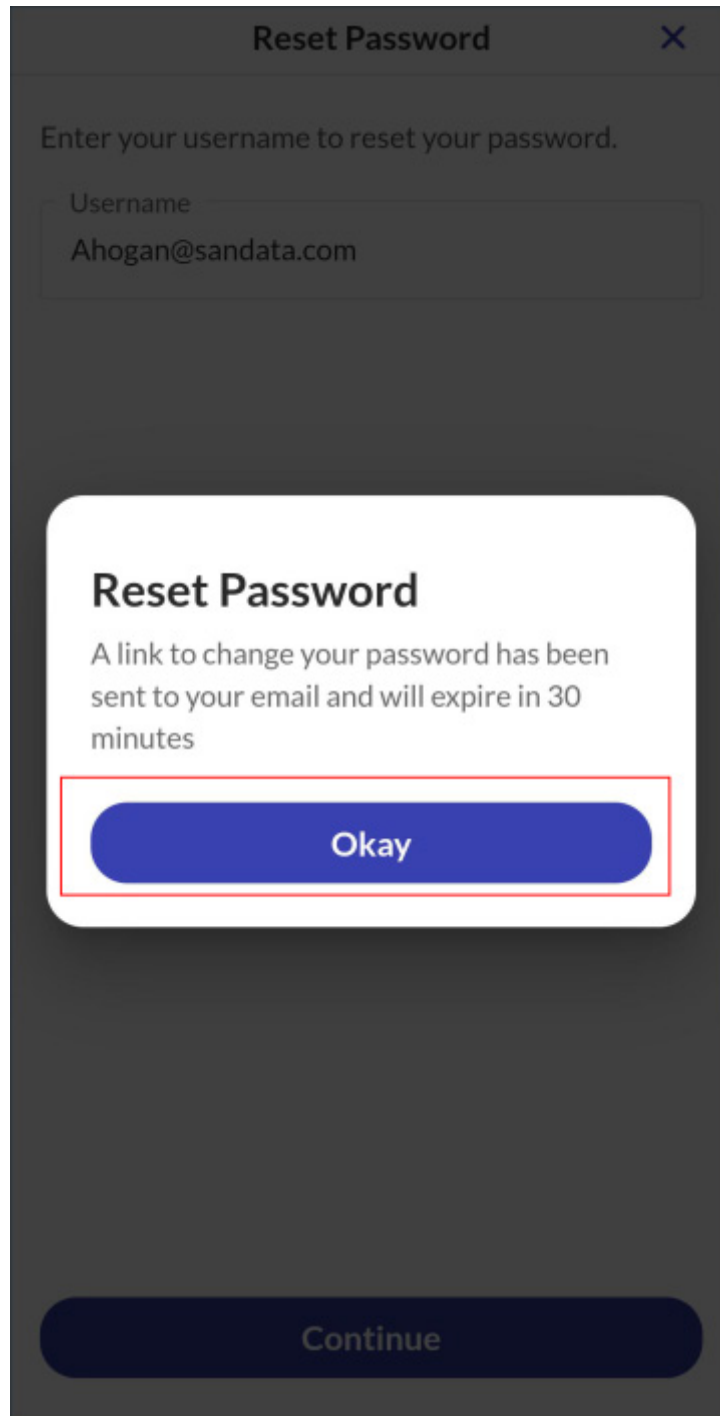 Reset Password
Enter your username to reset your password.
Username
Ahogan@sandata.com
Reset Password
A link to change your password has been
sent to your email and will expire in 30
minutes
Okay
Continue